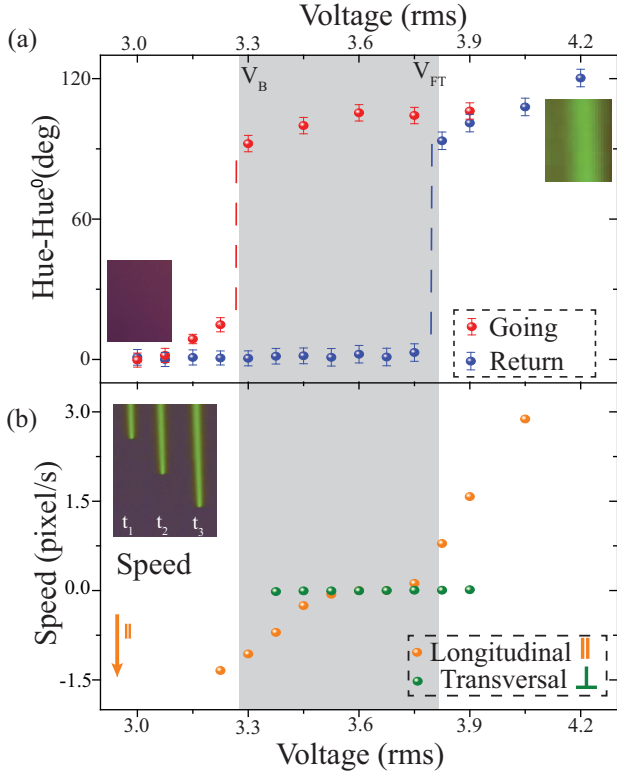 Voltage (rms)
(a)
3.0 3.3 3.6 3.9 4.2
V_B V_FT
120
60
0
Hue-Hue⁰(deg)
Going
Return
(b)
3.0
1.5
0.0
-1.5
Speed (pixel/s)
t₁ t₂ t₃
Speed
||
Longitudinal ||
Transversal ⊥
3.0 3.3 3.6 3.9 4.2
Voltage (rms)